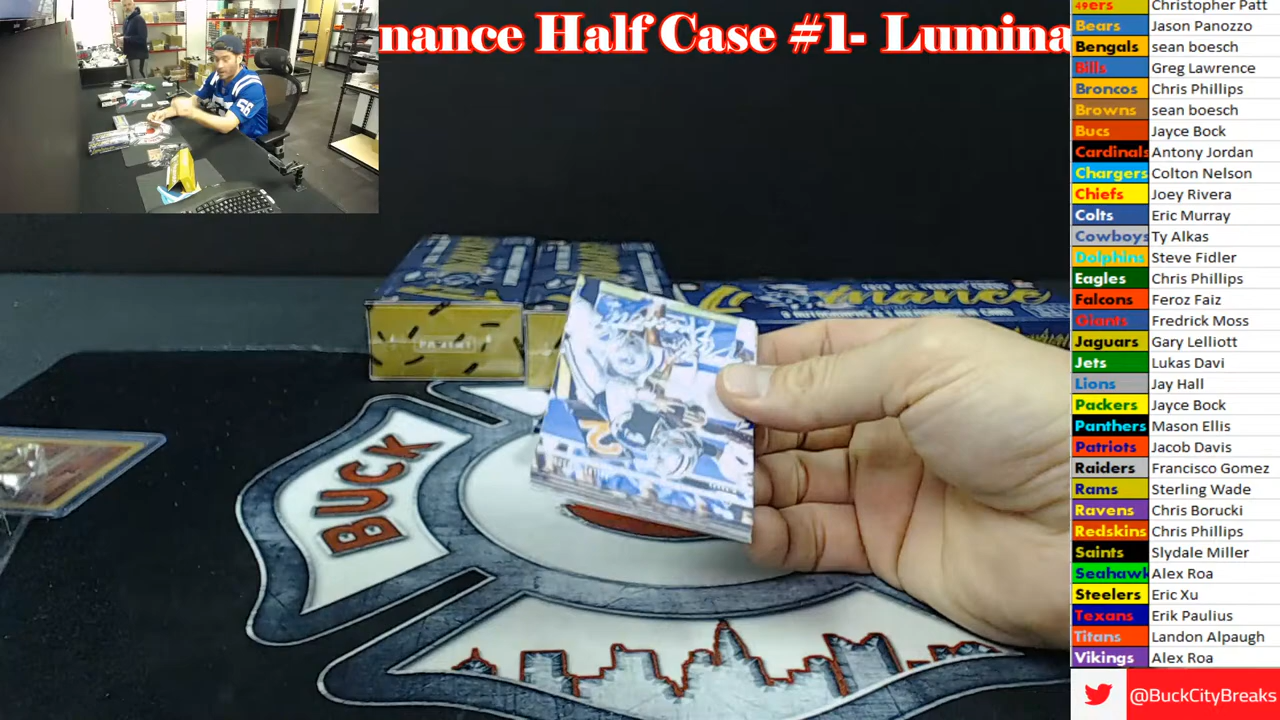 nance Half Case #1- Lumina
49ers Christopher Patt
Bears Jason Panozzo
Bengals sean boesch
Bills Greg Lawrence
Broncos Chris Phillips
Browns sean boesch
Bucs Jayce Bock
Cardinals Antony Jordan
Chargers Colton Nelson
Chiefs Joey Rivera
Colts Eric Murray
Cowboys Ty Alkas
Dolphins Steve Fidler
Eagles Chris Phillips
Falcons Feroz Faiz
Giants Fredrick Moss
Jaguars Gary Lelliott
Jets Lukas Davi
Lions Jay Hall
Packers Jayce Bock
Panthers Mason Ellis
Patriots Jacob Davis
Raiders Francisco Gomez
Rams Sterling Wade
Ravens Chris Borucki
Redskins Chris Phillips
Saints Slydale Miller
Seahawk Alex Roa
Steelers Eric Xu
Texans Erik Paulius
Titans Landon Alpaugh
Vikings Alex Roa
@BuckCityBreaks
56
PANINI
nance
BUCK